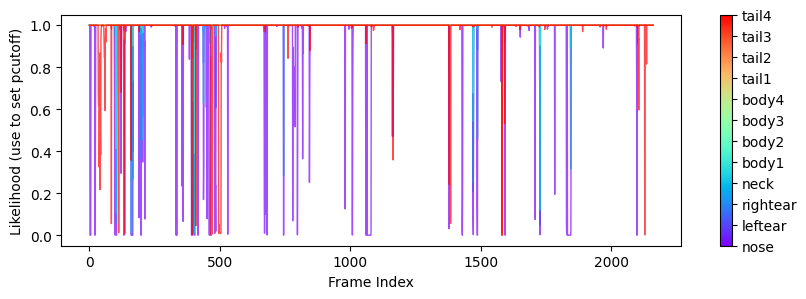 Likelihood (use to set pcutoff)
1.0
0.8
0.6
0.4
0.2
0.0
0
500
1000
1500
2000
Frame Index
tail4
tail3
tail2
tail1
body4
body3
body2
body1
neck
rightear
leftear
nose